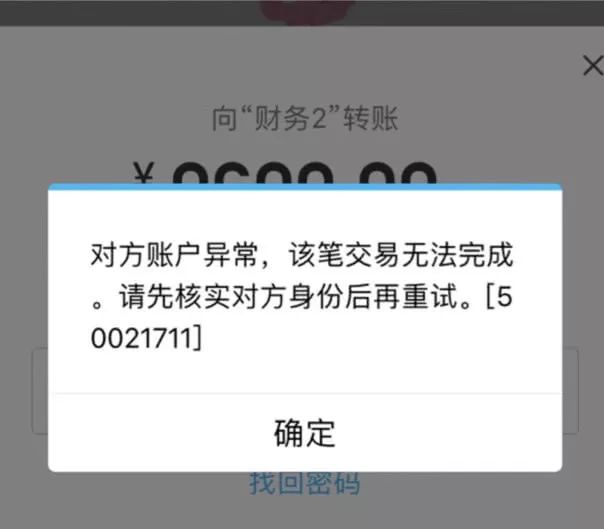 向“财务2”转账
对方账户异常，该笔交易无法完成
。请先核实对方身份后再重试。[5
0021711]
确定
找回密码